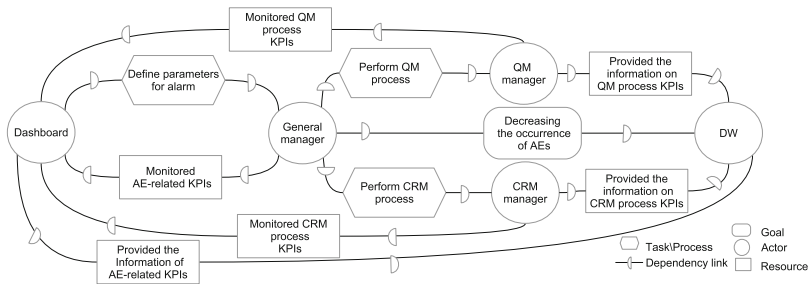 Monitored QM
process
KPIs
Define parameters
for alarm
Perform QM
process
QM
manager
Provided the
information on
QM process KPIs
Dashboard
General
manager
Decreasing
the occurrence
of AEs
DW
Monitored
AE-related KPIs
Perform CRM
process
CRM
manager
Provided the
information on
CRM process KPIs
Monitored CRM
process
KPIs
Provided the
Information of
AE-related KPIs
Goal
Task\Process
Actor
Dependency link
Resource